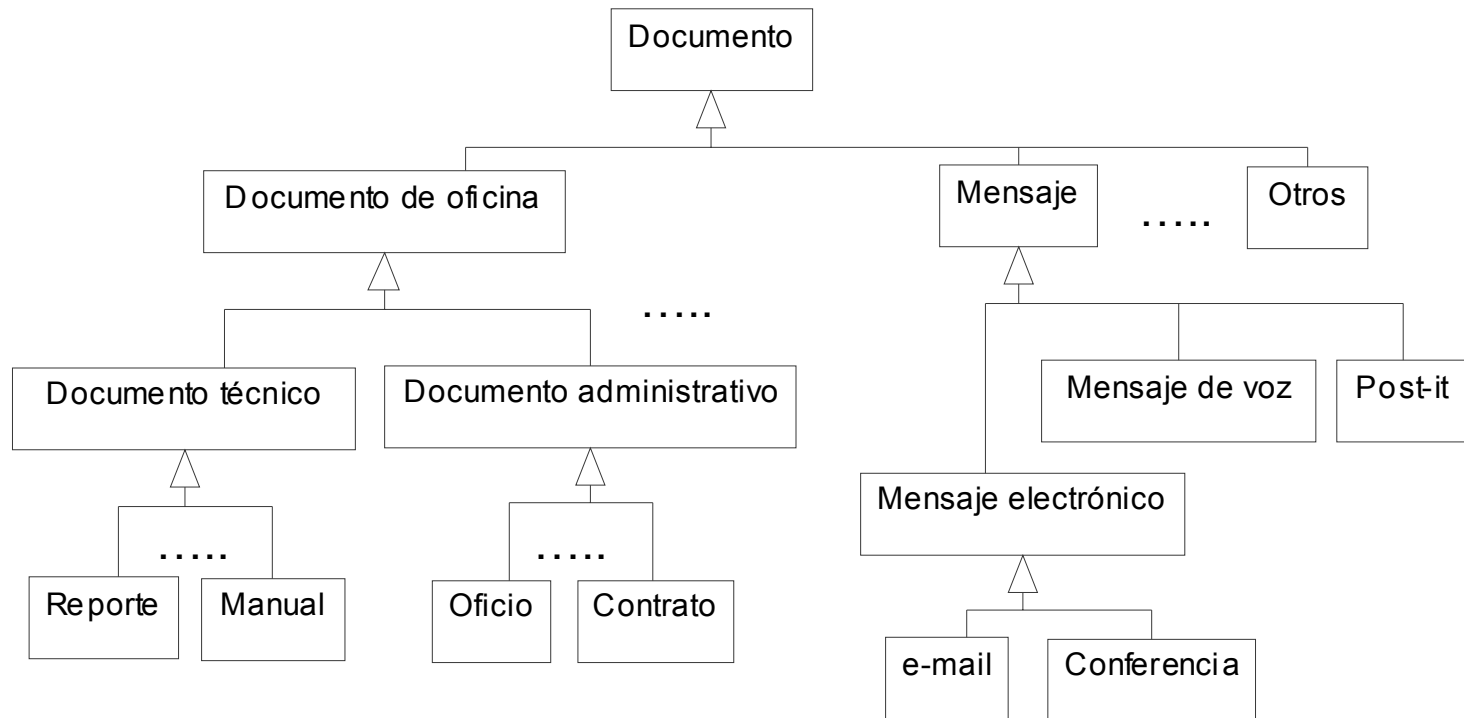 Documento
Documento de oficina
Mensaje
.....
Otros
.....
Documento técnico
Documento administrativo
Mensaje de voz
Post-it
Mensaje electrónico
.....
.....
Reporte
Manual
Oficio
Contrato
e-mail
Conferencia